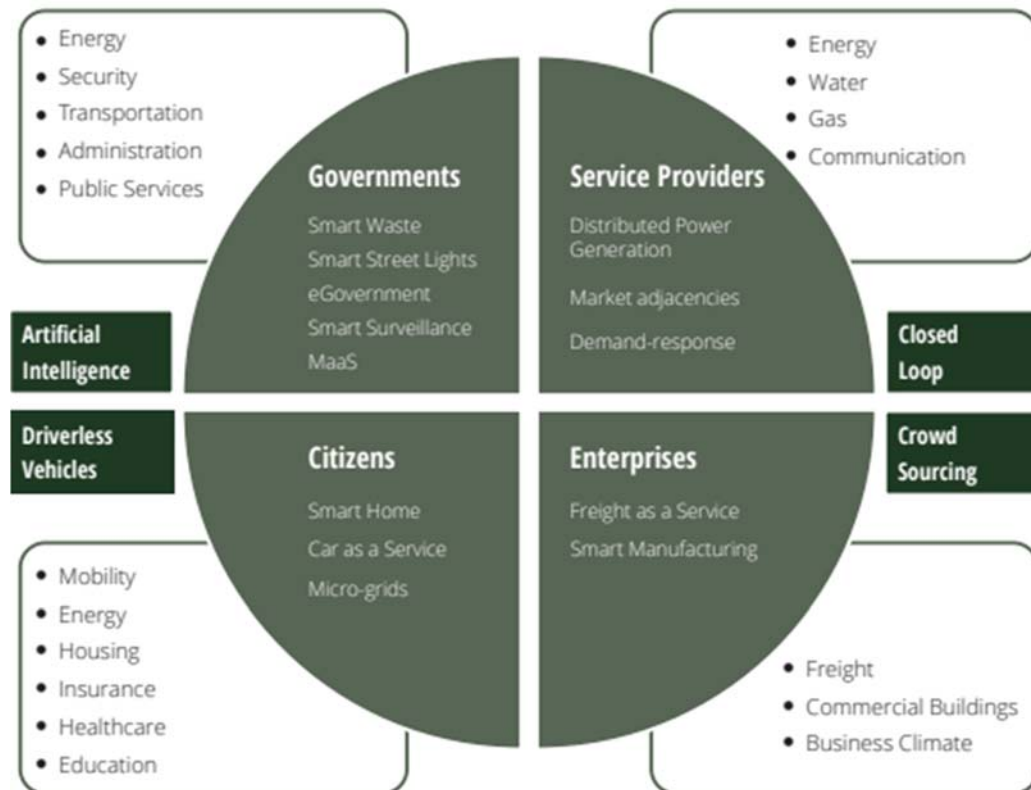 Energy
Security
Transportation
Administration
Public Services
Energy
Water
Gas
Communication
Governments
Smart Waste
Smart Street Lights
eGovernment
Smart Surveillance
MaaS
Service Providers
Distributed Power
Generation
Market adjacencies
Demand-response
Artificial
Intelligence
Closed
Loop
Driverless
Vehicles
Crowd
Sourcing
Citizens
Smart Home
Car as a Service
Micro-grids
Enterprises
Freight as a Service
Smart Manufacturing
Mobility
Energy
Housing
Insurance
Healthcare
Education
Freight
Commercial Buildings
Business Climate